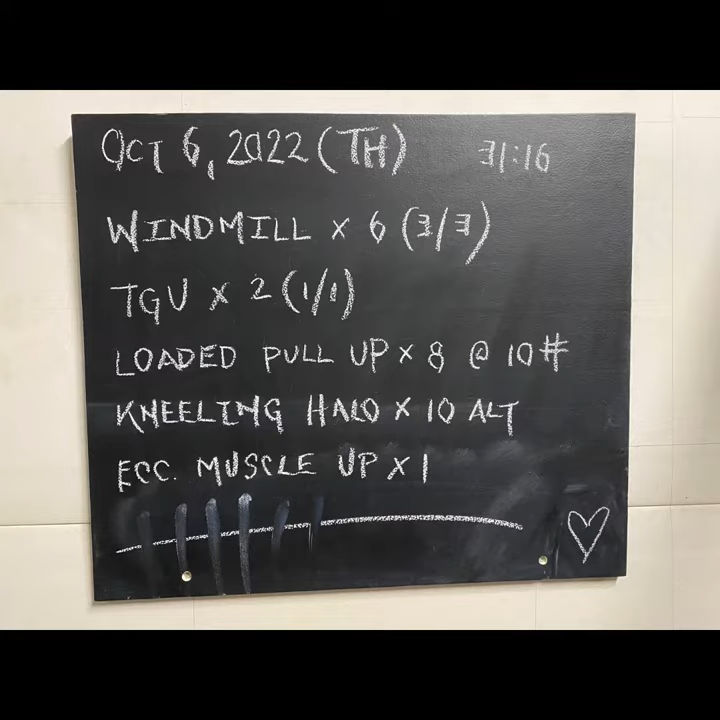 OCT 6, 2022 (TH) 31:16
WINDMILL x 6 (3/3)
TGU x 2 (1/1)
LOADED PULL UP x 8 @ 10#
KNEELING HALO x 10 ALT
ECC. MUSCLE UP x 1